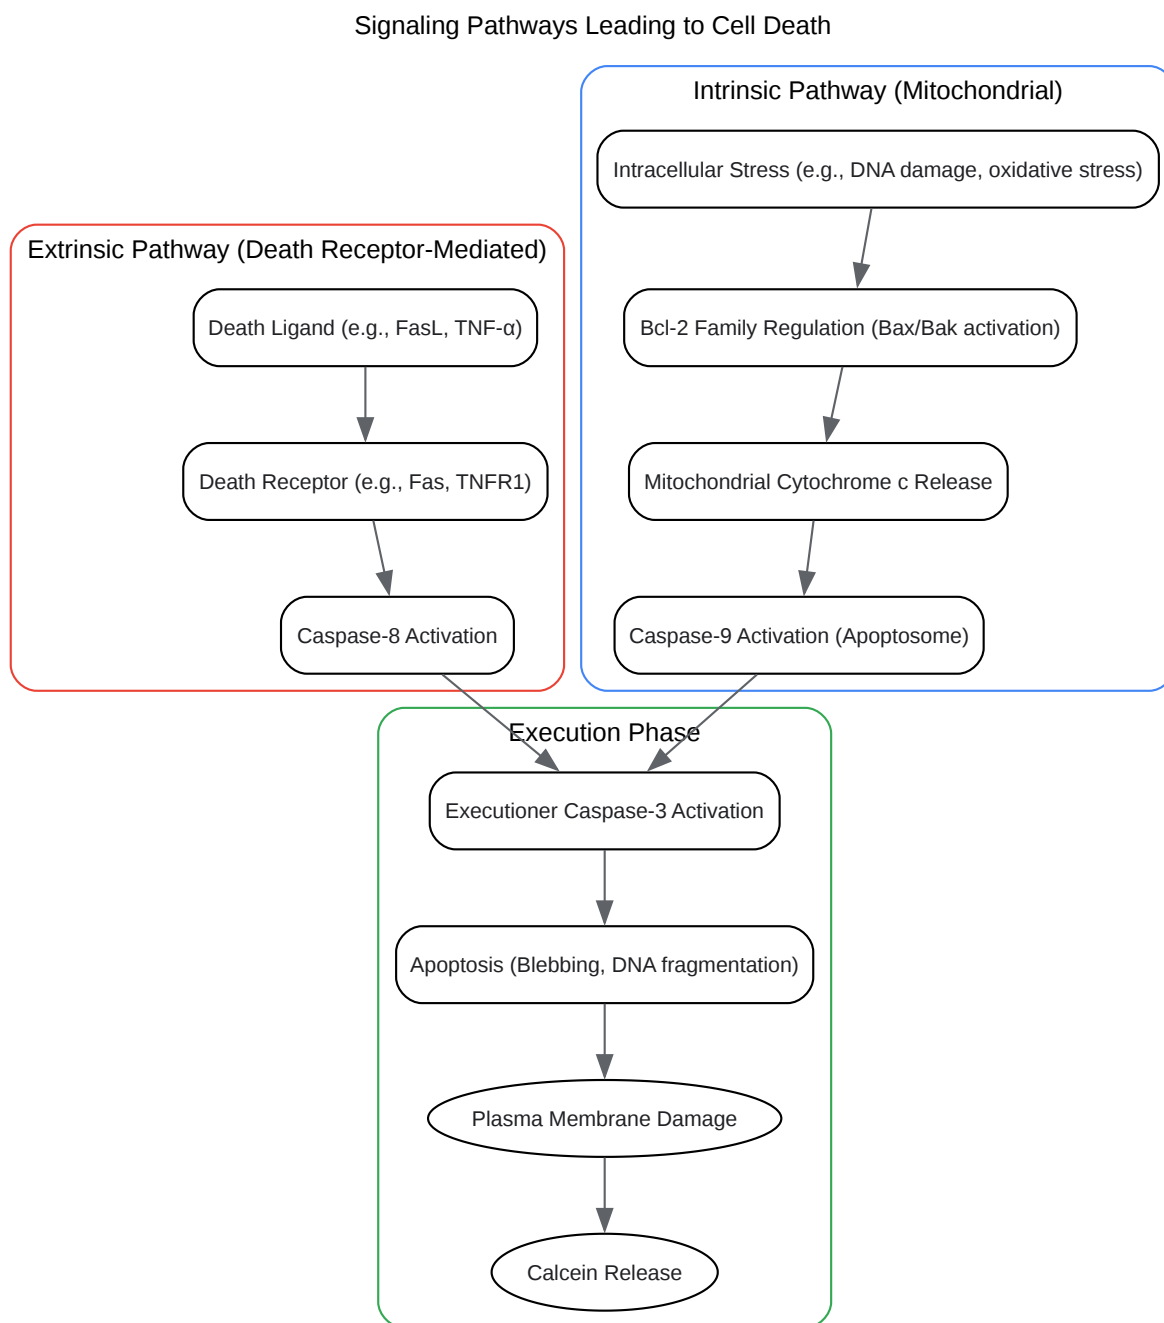 Signaling Pathways Leading to Cell Death
Intrinsic Pathway (Mitochondrial)
Intracellular Stress (e.g., DNA damage, oxidative stress)
Bcl-2 Family Regulation (Bax/Bak activation)
Mitochondrial Cytochrome c Release
Caspase-9 Activation (Apoptosome)
Extrinsic Pathway (Death Receptor-Mediated)
Death Ligand (e.g., FasL, TNF-α)
Death Receptor (e.g., Fas, TNFR1)
Caspase-8 Activation
Execution Phase
Executioner Caspase-3 Activation
Apoptosis (Blebbing, DNA fragmentation)
Plasma Membrane Damage
Calcein Release